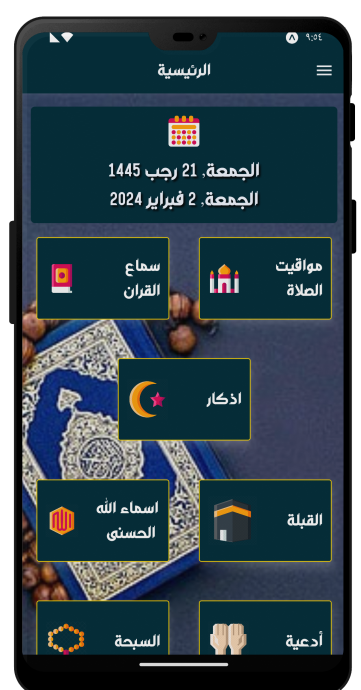 ٩:٥٤
الرئيسية
الجمعة, 21 رجب 1445
الجمعة, 2 فبراير 2024
مواقيت
الصلاة
سماع
القران
اذكار
القبلة
اسماء الله
الحسنى
أدعية
السبحة